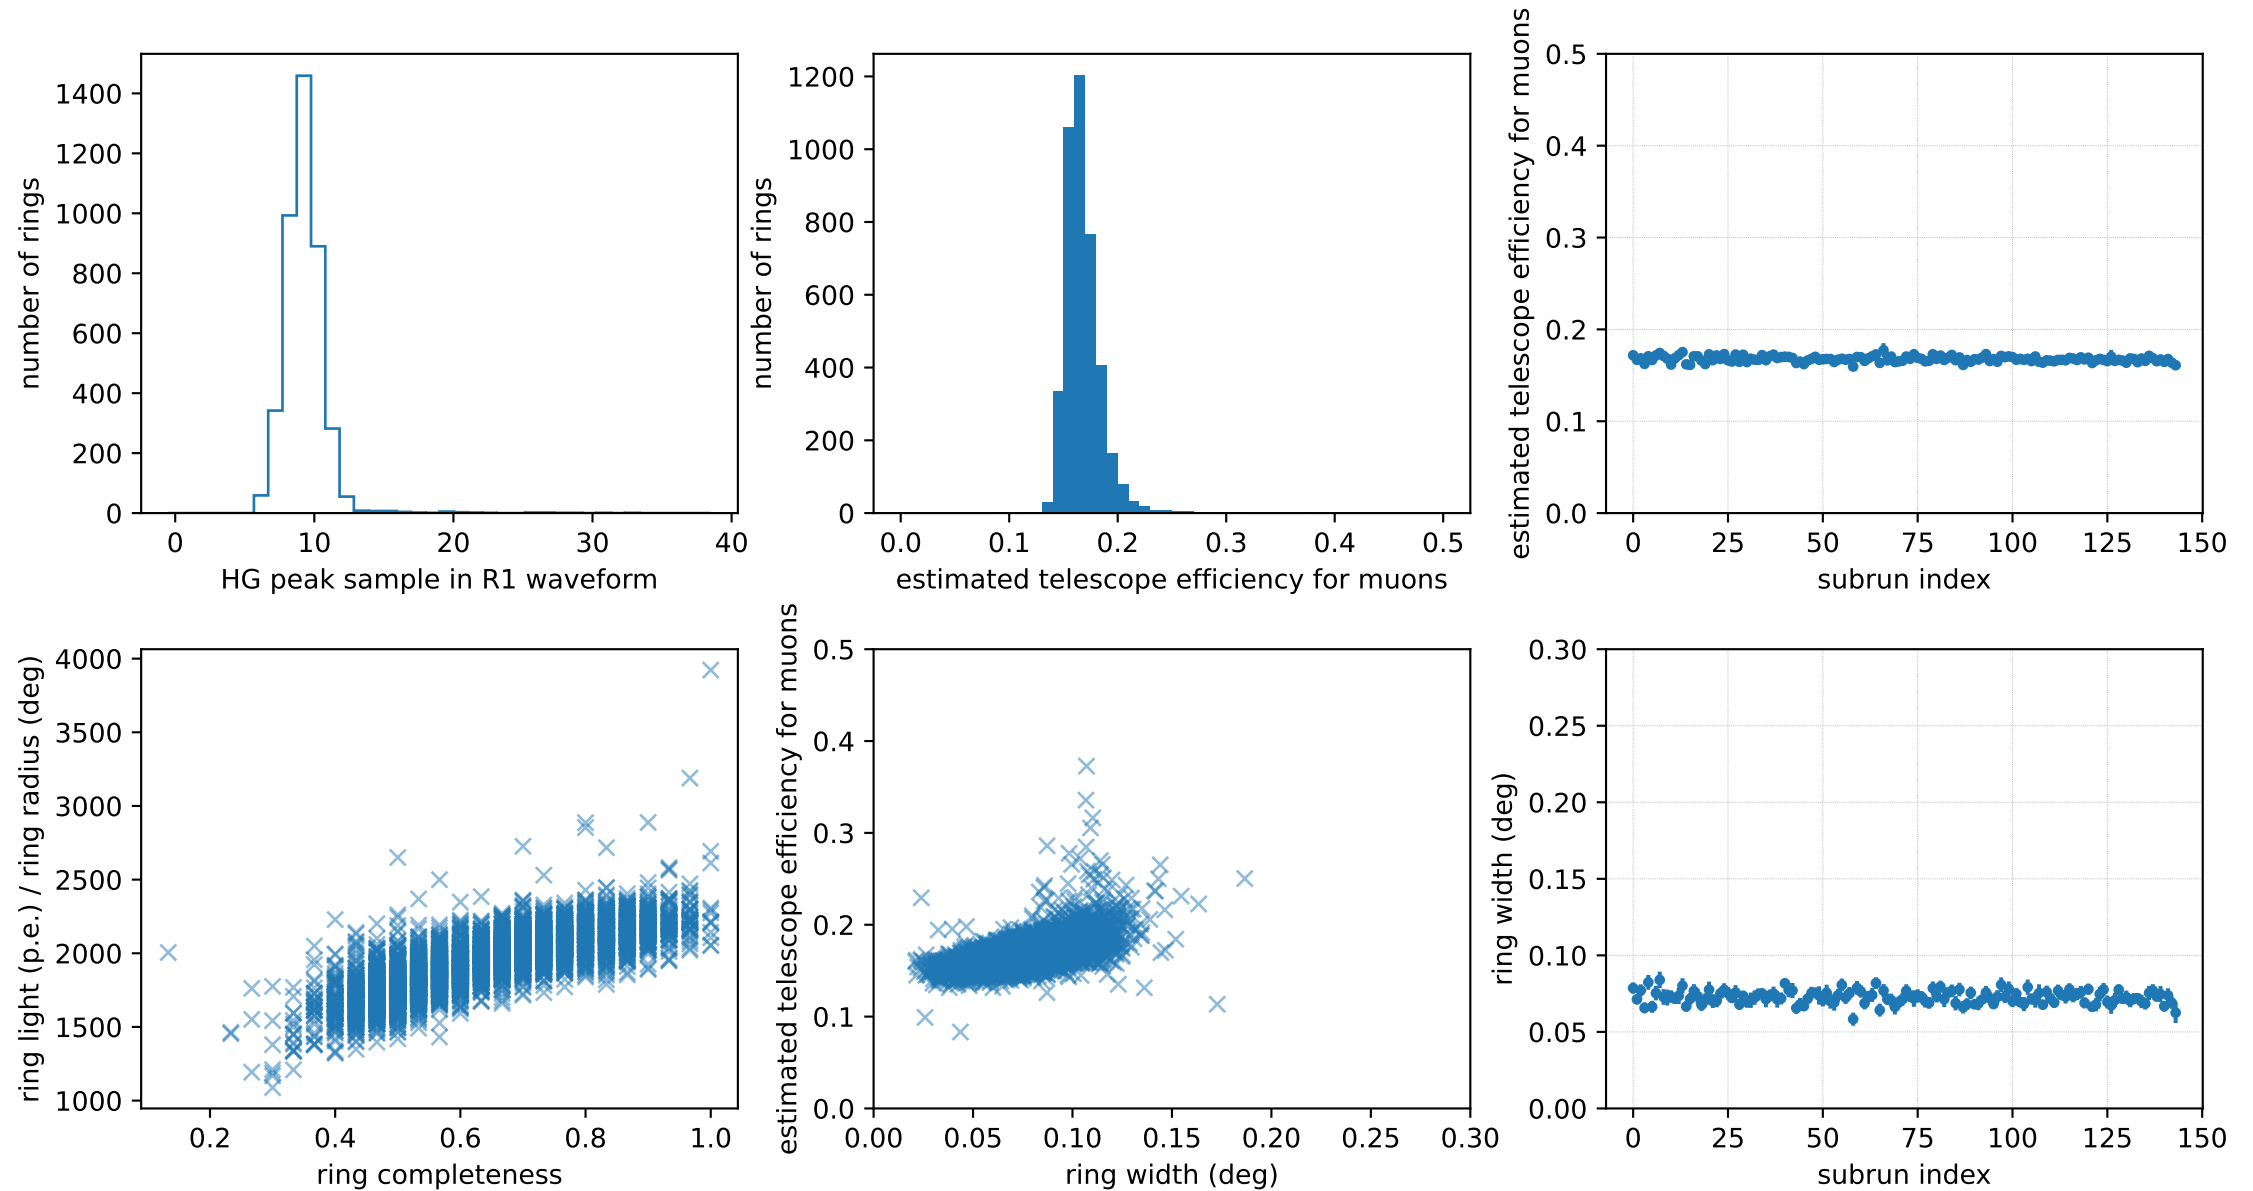 1400
1200
1000
800
600
400
200
0
number of rings
0 10 20 30 40
HG peak sample in R1 waveform
1200
1000
800
600
400
200
0
number of rings
0.0 0.1 0.2 0.3 0.4 0.5
estimated telescope efficiency for muons
0.5
0.4
0.3
0.2
0.1
0.0
estimated telescope efficiency for muons
0 25 50 75 100 125 150
subrun index
4000
3500
3000
2500
2000
1500
1000
ring light (p.e.) / ring radius (deg)
0.2 0.4 0.6 0.8 1.0
ring completeness
0.5
0.4
0.3
0.2
0.1
0.0
estimated telescope efficiency for muons
0.00 0.05 0.10 0.15 0.20 0.25 0.30
ring width (deg)
0.30
0.25
0.20
0.15
0.10
0.05
0.00
ring width (deg)
0 25 50 75 100 125 150
subrun index